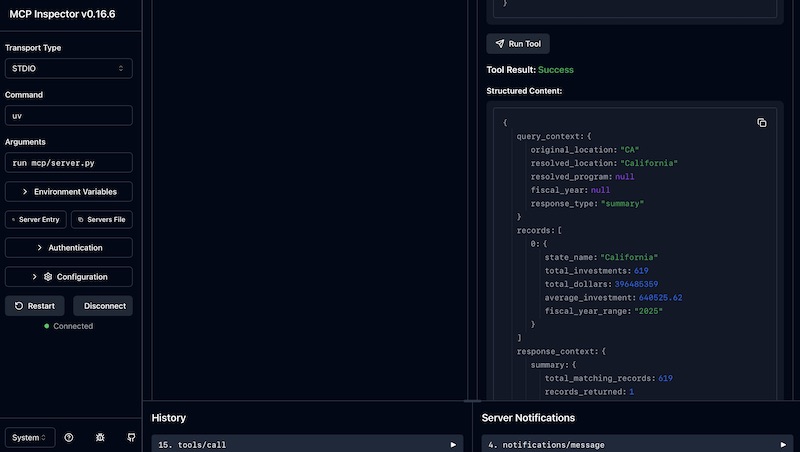 MCP Inspector v0.16.6
Transport Type
STDIO
Command
uv
Arguments
run mcp/server.py
Environment Variables
Server Entry
Servers File
Authentication
Configuration
Restart
Disconnect
Connected
System
}
Run Tool
Tool Result: Success
Structured Content:
{
query_context: {
original_location: "CA"
resolved_location: "California"
resolved_program: null
fiscal_year: null
response_type: "summary"
}
records: [
0: {
state_name: "California"
total_investments: 619
total_dollars: 396485359
average_investment: 640525.62
fiscal_year_range: "2025"
}
]
response_context: {
summary: {
total_matching_records: 619
records_returned: 1
History
15. tools/call
Server Notifications
4. notifications/message